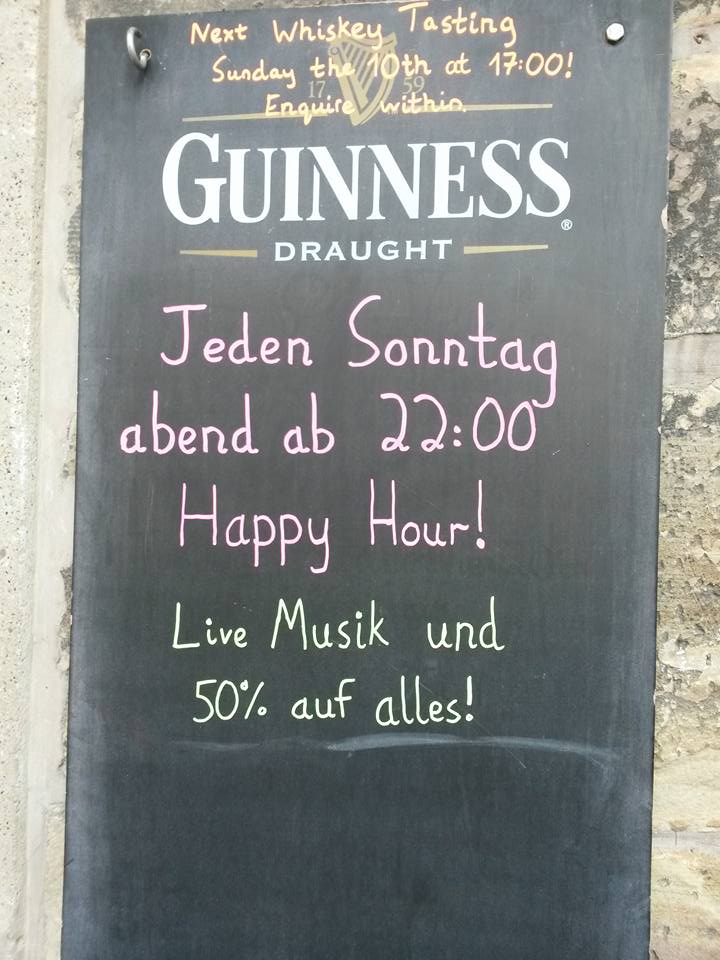 Next Whiskey Tasting
Sunday the 10th at 17:00!
17 59
Enquire within.
GUINNESS®
DRAUGHT
Jeden Sonntag
abend ab 22:00
Happy Hour!
Live Musik und
50% auf alles!